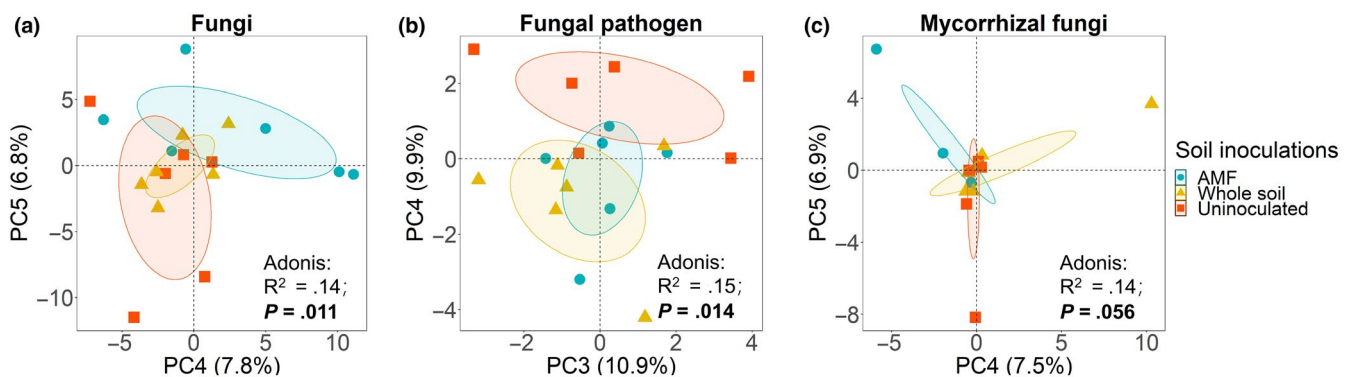 (a)
Fungi
PC5 (6.8%)
5
0
−5
−10
−5
0
5
10
PC4 (7.8%)
Adonis:
R² = .14;
P = .011
(b)
Fungal pathogen
PC4 (9.9%)
2
0
−2
−4
−2
0
2
4
PC3 (10.9%)
Adonis:
R² = .15;
P = .014
(c)
Mycorrhizal fungi
PC5 (6.9%)
4
0
−4
−8
−5
0
5
10
PC4 (7.5%)
Adonis:
R² = .14;
P = .056
Soil inoculations
AMF
Whole soil
Uninoculated